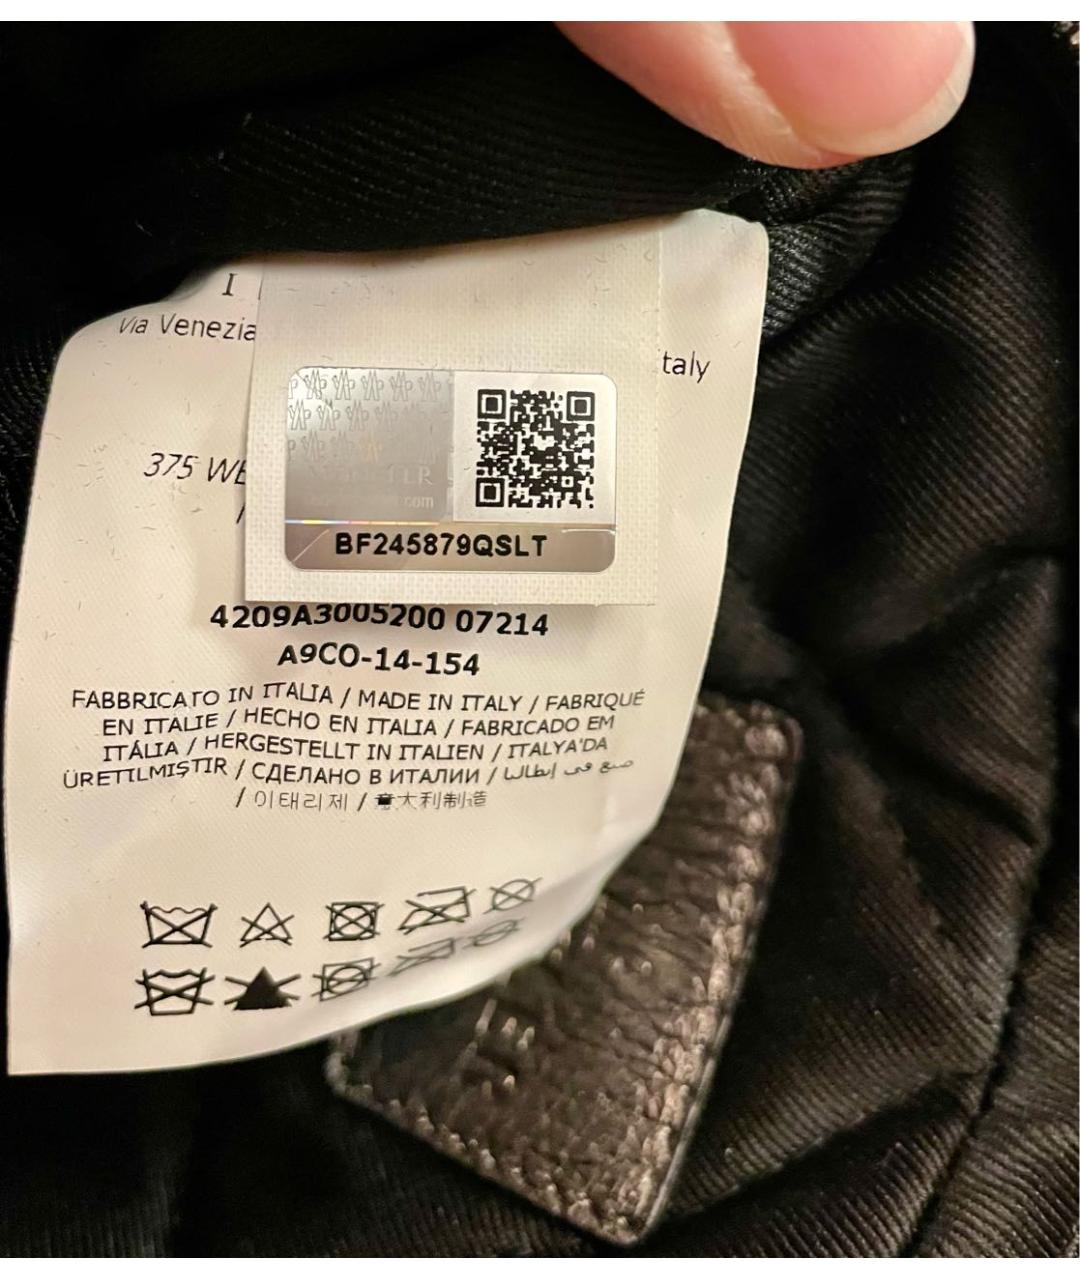 I
Via Venezia
taly
375 WE
BF245879QSLT
4209A3005200 07214
A9CO-14-154
FABBRICATO IN ITALIA / MADE IN ITALY / FABRIQUÉ
EN ITALIE / HECHO EN ITALIA / FABRICADO EM
ITÁLIA / HERGESTELLT IN ITALIEN / ITALYA'DA
ÜRETILMIŞTIR / СДЕЛАНО В ИТАЛИИ / صنع في إيطاليا
/ 이태리제 / 意大利制造